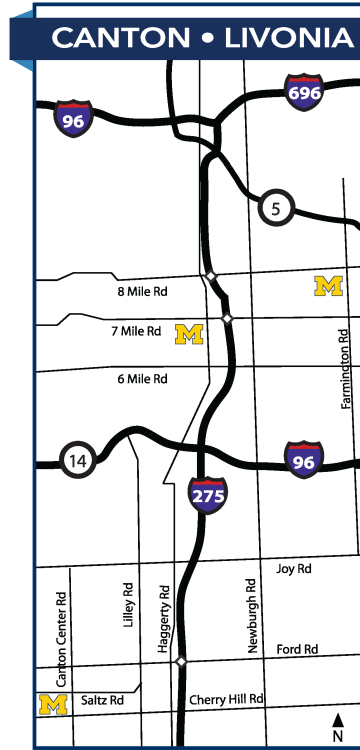 CANTON • LIVONIA
696
96
5
8 Mile Rd
M
7 Mile Rd
M
Farmington Rd
6 Mile Rd
14
96
275
Joy Rd
Canton Center Rd
Lilley Rd
Haggerty Rd
Newburgh Rd
Ford Rd
M
Saltz Rd
Cherry Hill Rd
N